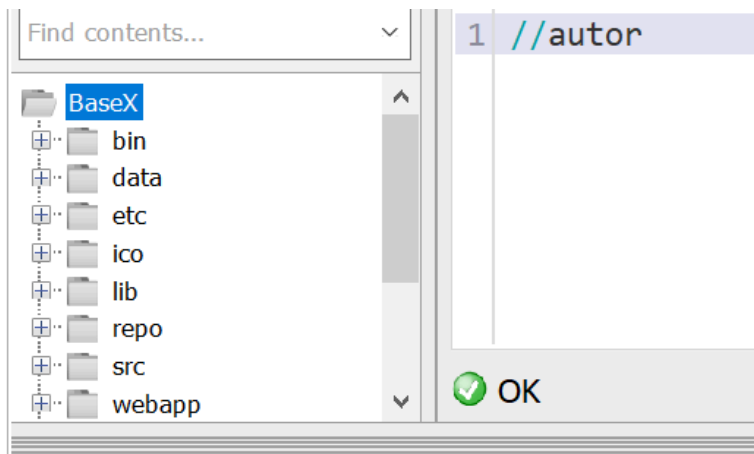 Find contents...
BaseX
bin
data
etc
ico
lib
repo
src
webapp
1 //autor
OK